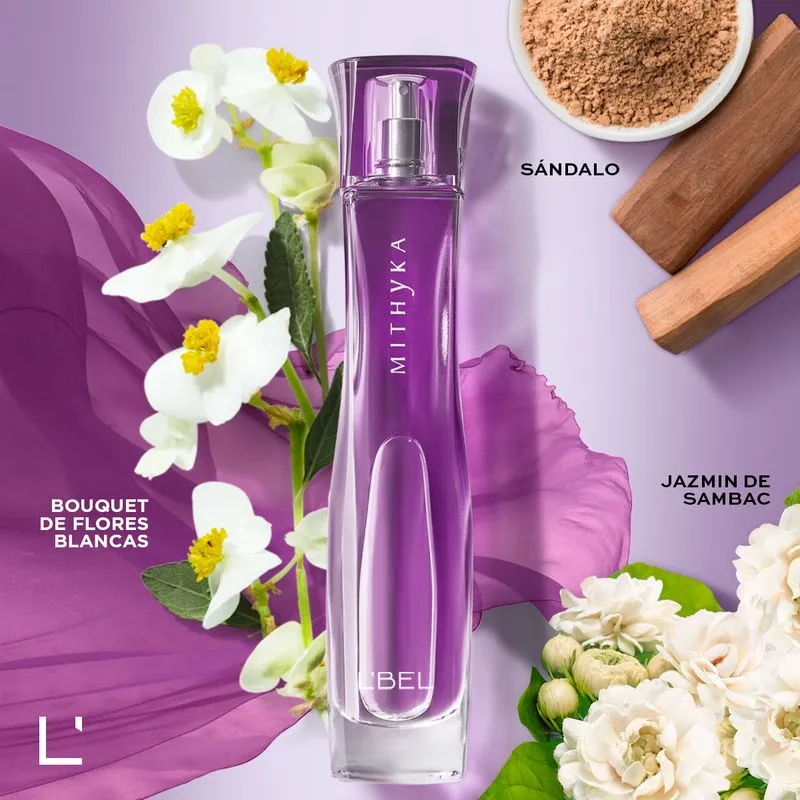 SÁNDALO
MITHYKA
JAZMIN DE
SAMBAC
BOUQUET
DE FLORES
BLANCAS
L'BEL
L'